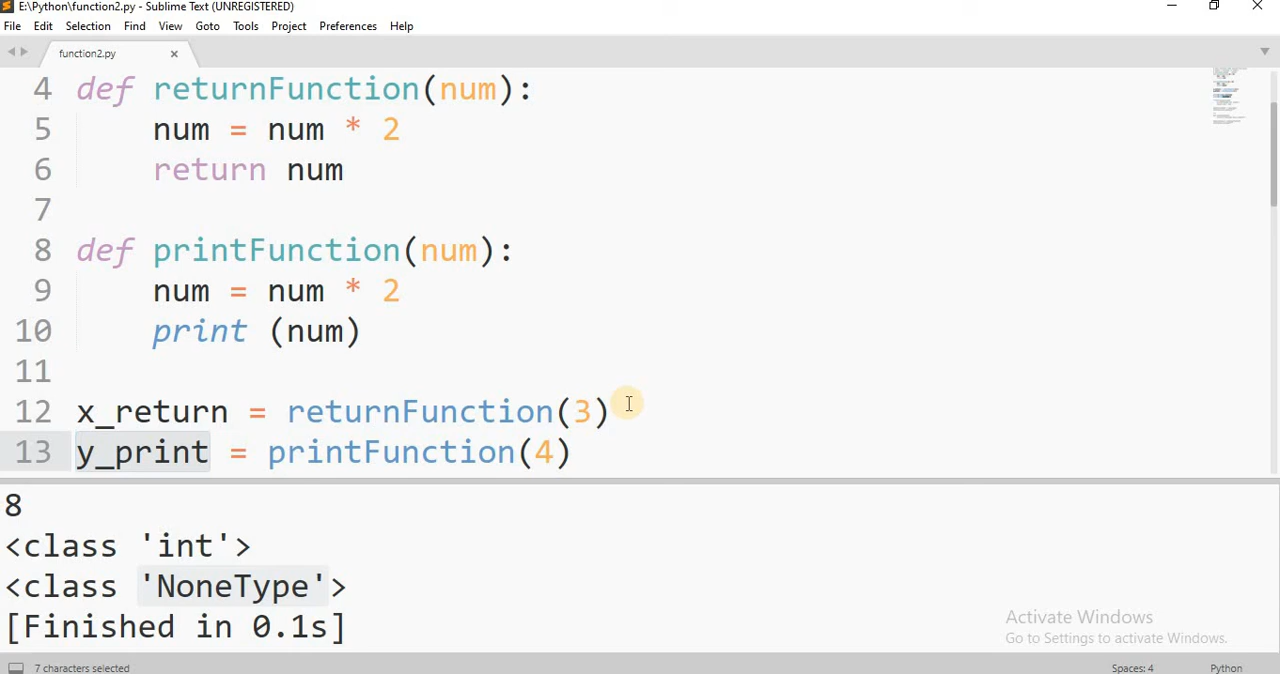 E:\Python\function2.py - Sublime Text (UNREGISTERED)
File Edit Selection Find View Goto Tools Project Preferences Help
function2.py
4 def returnFunction(num):
5 num = num * 2
6 return num
7
8 def printFunction(num):
9 num = num * 2
10 print (num)
11
12 x_return = returnFunction(3)
13 y_print = printFunction(4)
8
<class 'int'>
<class 'NoneType'>
[Finished in 0.1s]
Activate Windows
Go to Settings to activate Windows.
7 characters selected Spaces: 4 Python